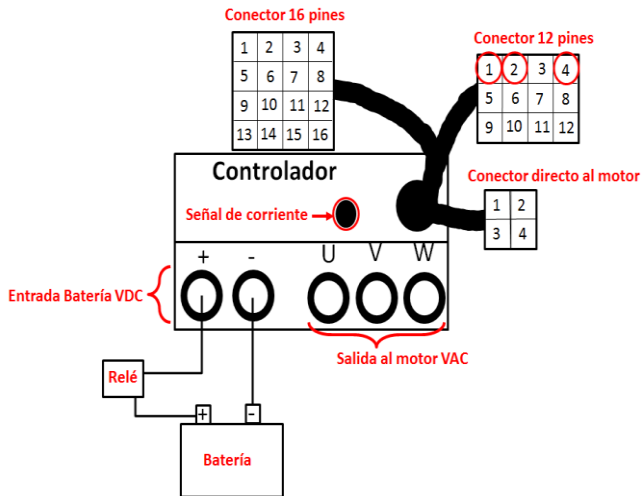 Conector 16 pines
1 2 3 4
5 6 7 8
9 10 11 12
13 14 15 16
Conector 12 pines
1 2 3 4
5 6 7 8
9 10 11 12
Controlador
Señal de corriente
Conector directo al motor
1 2
3 4
+ - U V W
Entrada Batería VDC
Salida al motor VAC
Relé
+ -
Batería